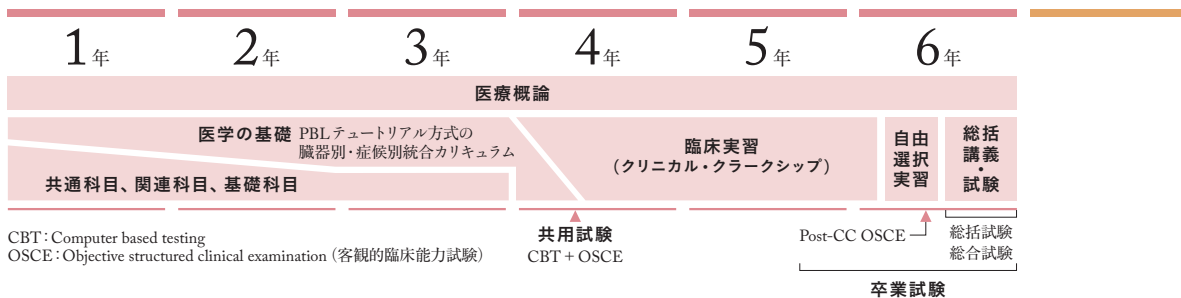 1年 2年 3年 4年 5年 6年
医療概論
医学の基礎 PBLテュートリアル方式の
臓器別・症候別統合カリキュラム
共通科目、関連科目、基礎科目
臨床実習
(クリニカル・クラークシップ)
自由
選択
実習
総括
講義・
試験
CBT:Computer based testing
OSCE:Objective structured clinical examination(客観的臨床能力試験)
共用試験
CBT + OSCE
Post-CC OSCE
総括試験
総合試験
卒業試験